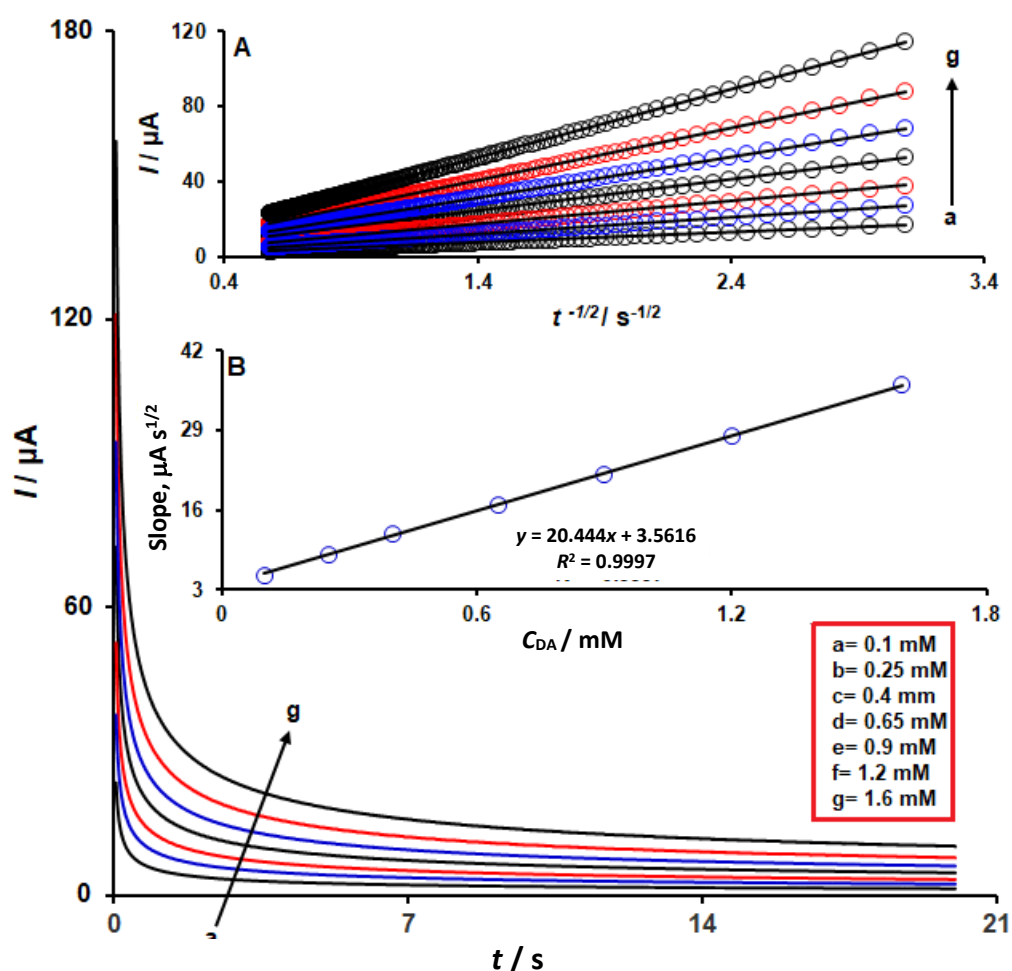 180
120
60
0
I / µA
0
7
14
21
t / s
g
a
A
120
80
40
0
I / µA
0.4
1.4
2.4
3.4
t -1/2/ s-1/2
g
a
B
42
29
16
3
Slope, µA s1/2
0
0.6
1.2
1.8
CDA / mM
y = 20.444x + 3.5616
R2 = 0.9997
a= 0.1 mM
b= 0.25 mM
c= 0.4 mm
d= 0.65 mM
e= 0.9 mM
f= 1.2 mM
g= 1.6 mM